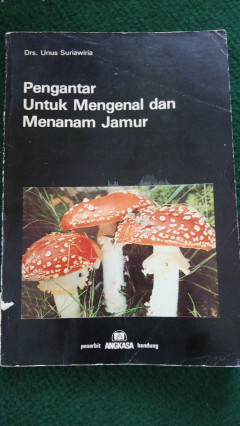 Drs. Unus Suriawiria
Pengantar
Untuk Mengenal dan
Menanam Jamur
penerbit ANGKASA bandung